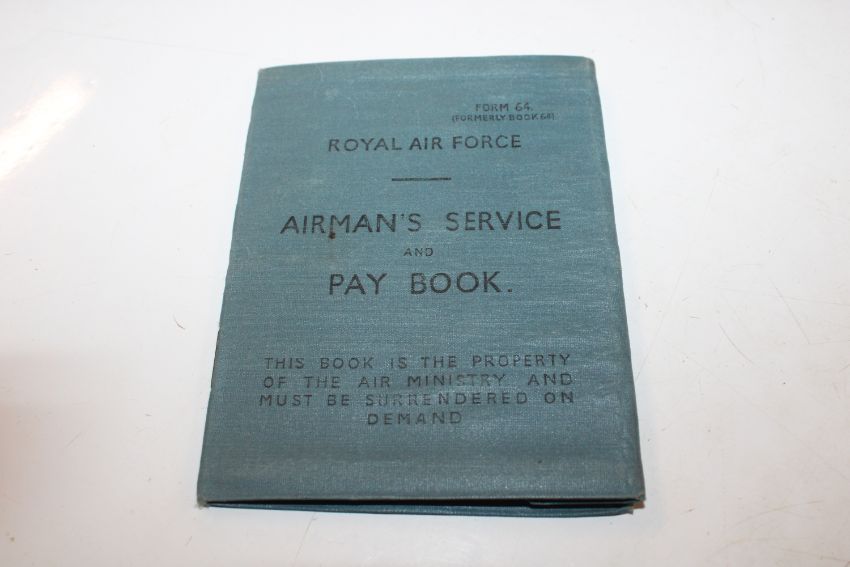 FORM 64.
(FORMERLY BOOK 64)
ROYAL AIR FORCE
AIRMAN'S SERVICE
AND
PAY BOOK.
THIS BOOK IS THE PROPERTY
OF THE AIR MINISTRY AND
MUST BE SURRENDERED ON
DEMAND